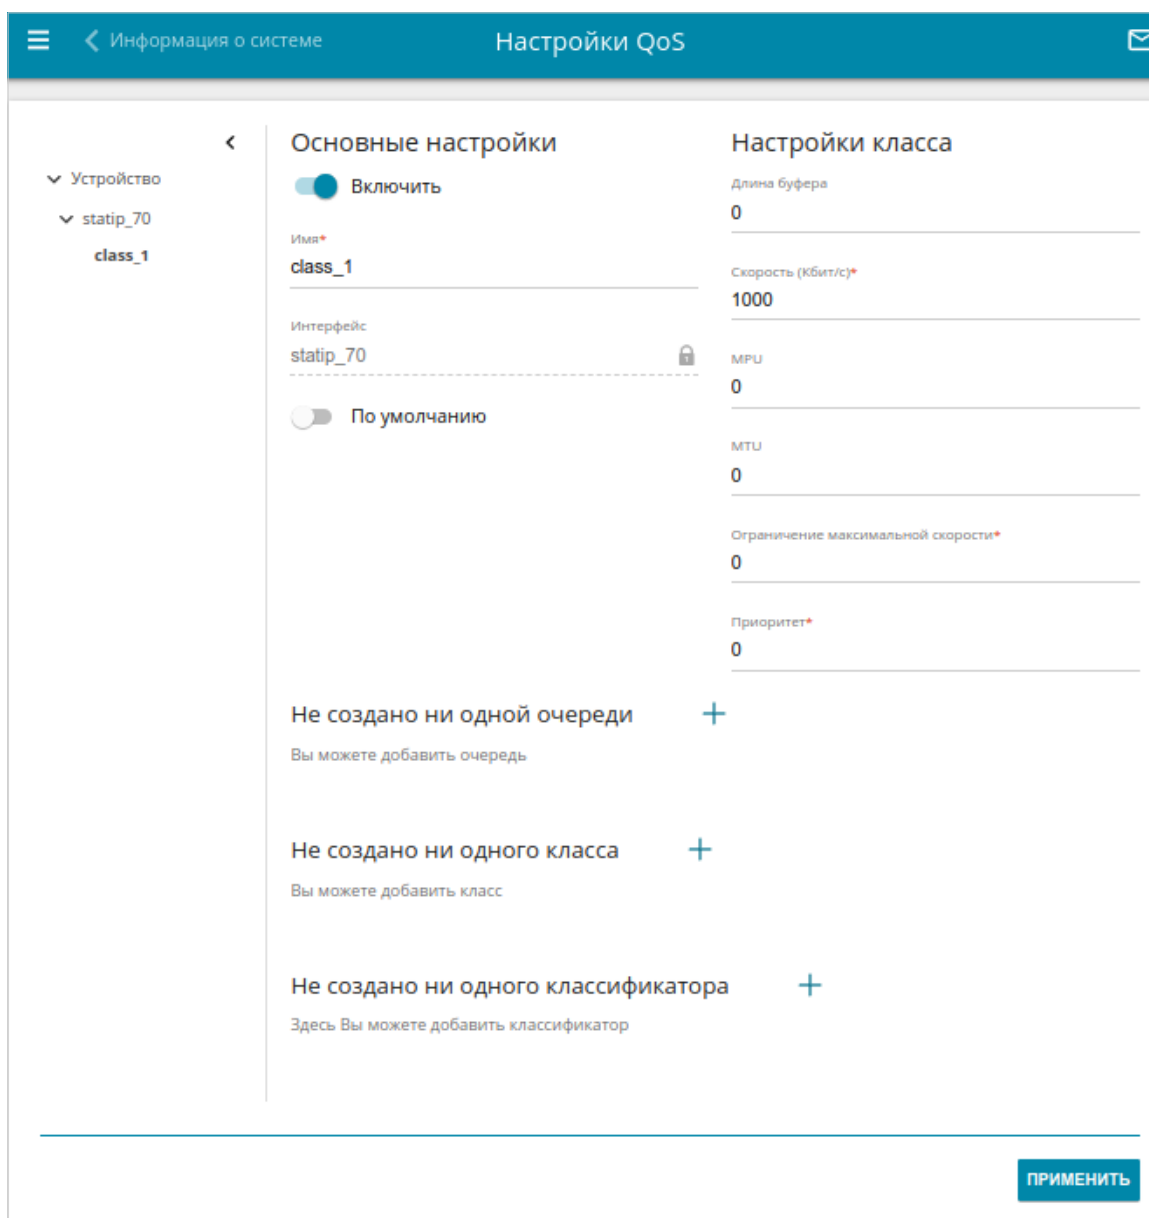 Информация о системе
Настройки QoS
Устройство
statip_70
class_1
Основные настройки
Включить
Имя*
class_1
Интерфейс
statip_70
По умолчанию
Настройки класса
Длина буфера
0
Скорость (Кбит/с)*
1000
MPU
0
MTU
0
Ограничение максимальной скорости*
0
Приоритет*
0
Не создано ни одной очереди
Вы можете добавить очередь
Не создано ни одного класса
Вы можете добавить класс
Не создано ни одного классификатора
Здесь Вы можете добавить классификатор
ПРИМЕНИТЬ